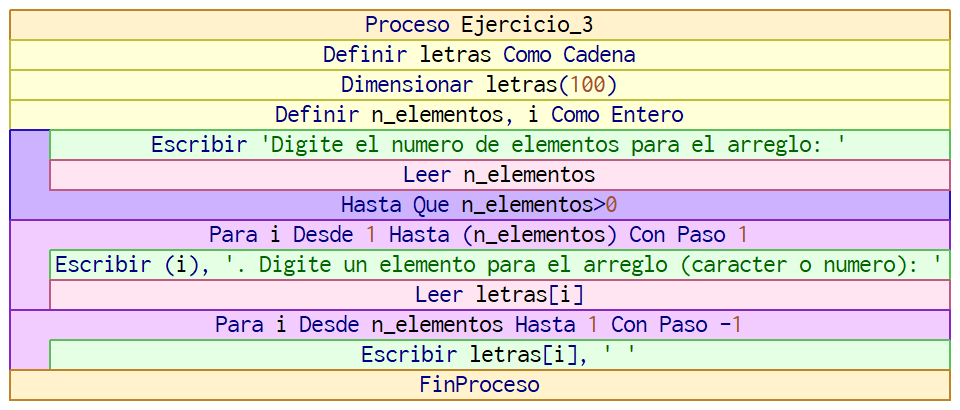 Proceso Ejercicio_3
Definir letras Como Cadena
Dimensionar letras(100)
Definir n_elementos, i Como Entero
Escribir 'Digite el numero de elementos para el arreglo: '
Leer n_elementos
Hasta Que n_elementos>0
Para i Desde 1 Hasta (n_elementos) Con Paso 1
Escribir (i), '. Digite un elemento para el arreglo (caracter o numero): '
Leer letras[i]
Para i Desde n_elementos Hasta 1 Con Paso -1
Escribir letras[i], ' '
FinProceso